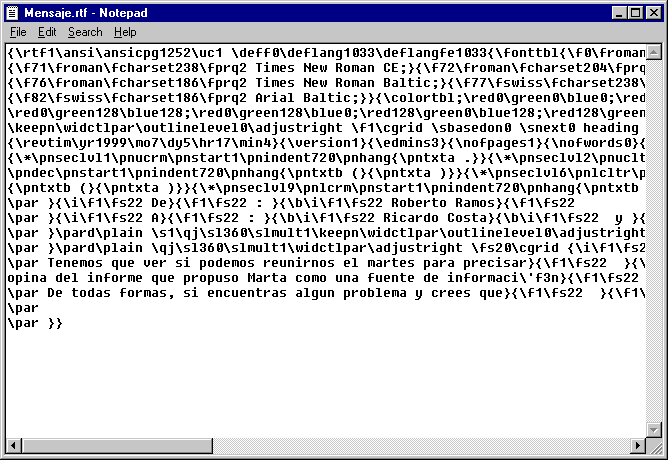 Mensaje.rtf - Notepad
File Edit Search Help
{\rtf1\ansi\ansicpg1252\uc1 \deff0\deflang1033\deflangfe1033{\fonttbl{\f0\froman
{\f71\froman\fcharset238\fprq2 Times New Roman CE;}{\f72\froman\fcharset204\fprq
{\f76\froman\fcharset186\fprq2 Times New Roman Baltic;}{\f77\fswiss\fcharset238\
{\f82\fswiss\fcharset186\fprq2 Arial Baltic;}}{\colortbl;\red0\green0\blue0;\red
\red0\green128\blue128;\red0\green128\blue0;\red128\green0\blue128;\red128\green
\keepn\widctlpar\outlinelevel0\adjustright \f1\cgrid \sbasedon0 \snext0 heading
{\revtim\yr1999\mo7\dy5\hr17\min4}{\version1}{\edmins3}{\nofpages1}{\nofwords0}{
{\*\pnseclvl1\pnucrm\pnstart1\pnindent720\pnhang{\pntxta .}}{\*\pnseclvl2\pnuclt
\pndec\pnstart1\pnindent720\pnhang{\pntxtb (}{\pntxta )}}{\*\pnseclvl6\pnlcltr\p
{\pntxtb (}{\pntxta )}}{\*\pnseclvl9\pnlcrm\pnstart1\pnindent720\pnhang{\pntxtb
\par }{\i\f1\fs22 De}{\f1\fs22 : }{\b\i\f1\fs22 Roberto Ramos}{\f1\fs22
\par }{\i\f1\fs22 A}{\f1\fs22 : }{\b\i\f1\fs22 Ricardo Costa}{\b\i\f1\fs22 y }{
\par }\pard\plain \s1\qj\sl360\slmult1\keepn\widctlpar\outlinelevel0\adjustright
\par }\pard\plain \qj\sl360\slmult1\widctlpar\adjustright \fs20\cgrid {\i\f1\fs2
\par Tenemos que ver si podemos reunirnos el martes para precisar}{\f1\fs22 }{
opina del informe que propuso Marta como una fuente de informaci\'f3n}{\f1\fs22
\par De todas formas, si encuentras algun problema y crees que}{\f1\fs22 }{\f1\
\par
\par }}